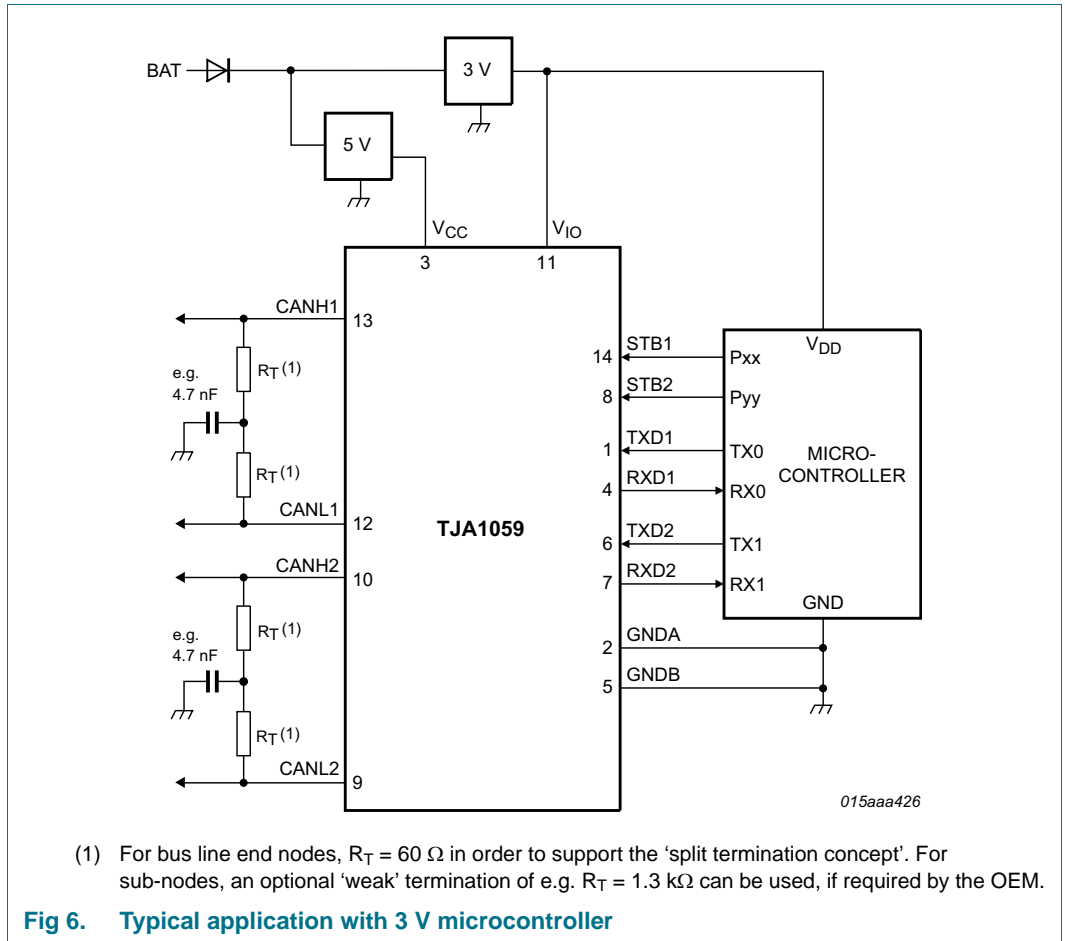 BAT
3 V
5 V
VCC
VIO
3
11
CANH1
13
e.g.
4.7 nF
RT(1)
RT(1)
CANL1
12
CANH2
10
e.g.
4.7 nF
RT(1)
RT(1)
CANL2
9
TJA1059
14
STB1
Pxx
8
STB2
Pyy
1
TXD1
TX0
4
RXD1
RX0
6
TXD2
TX1
7
RXD2
RX1
2
GNDA
5
GNDB
VDD
MICRO-
CONTROLLER
GND
015aaa426
(1) For bus line end nodes, RT = 60 Ω in order to support the ‘split termination concept’. For
sub-nodes, an optional ‘weak’ termination of e.g. RT = 1.3 kΩ can be used, if required by the OEM.
Fig 6. Typical application with 3 V microcontroller